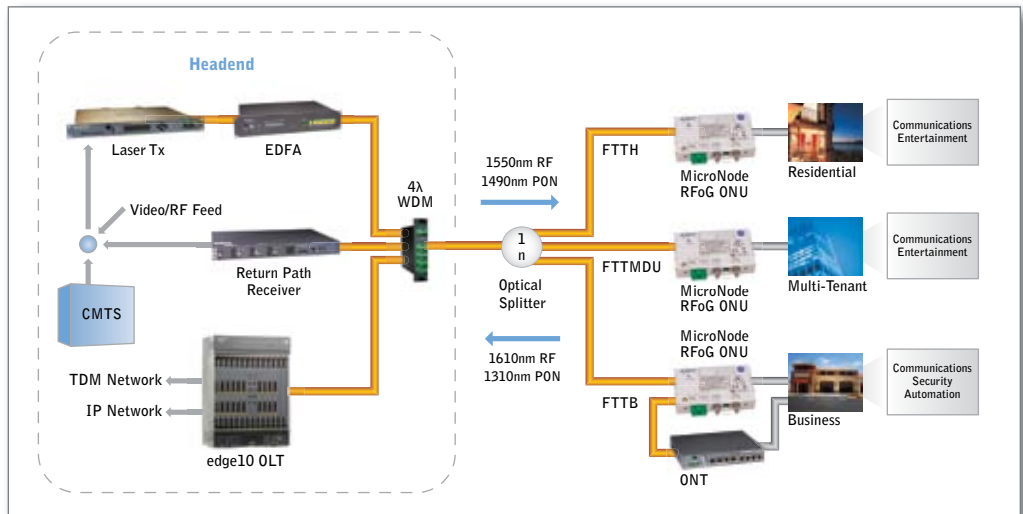 Headend
Laser Tx
EDFA
4λ
WDM
Video/RF Feed
Return Path
Receiver
CMTS
TDM Network
IP Network
edge10 OLT
1550nm RF
1490nm PON
1
n
Optical
Splitter
1610nm RF
1310nm PON
FTTH
MicroNode
RFoG ONU
Residential
Communications
Entertainment
FTTMDU
MicroNode
RFoG ONU
Multi-Tenant
Communications
Entertainment
MicroNode
RFoG ONU
FTTB
Business
Communications
Security
Automation
ONT